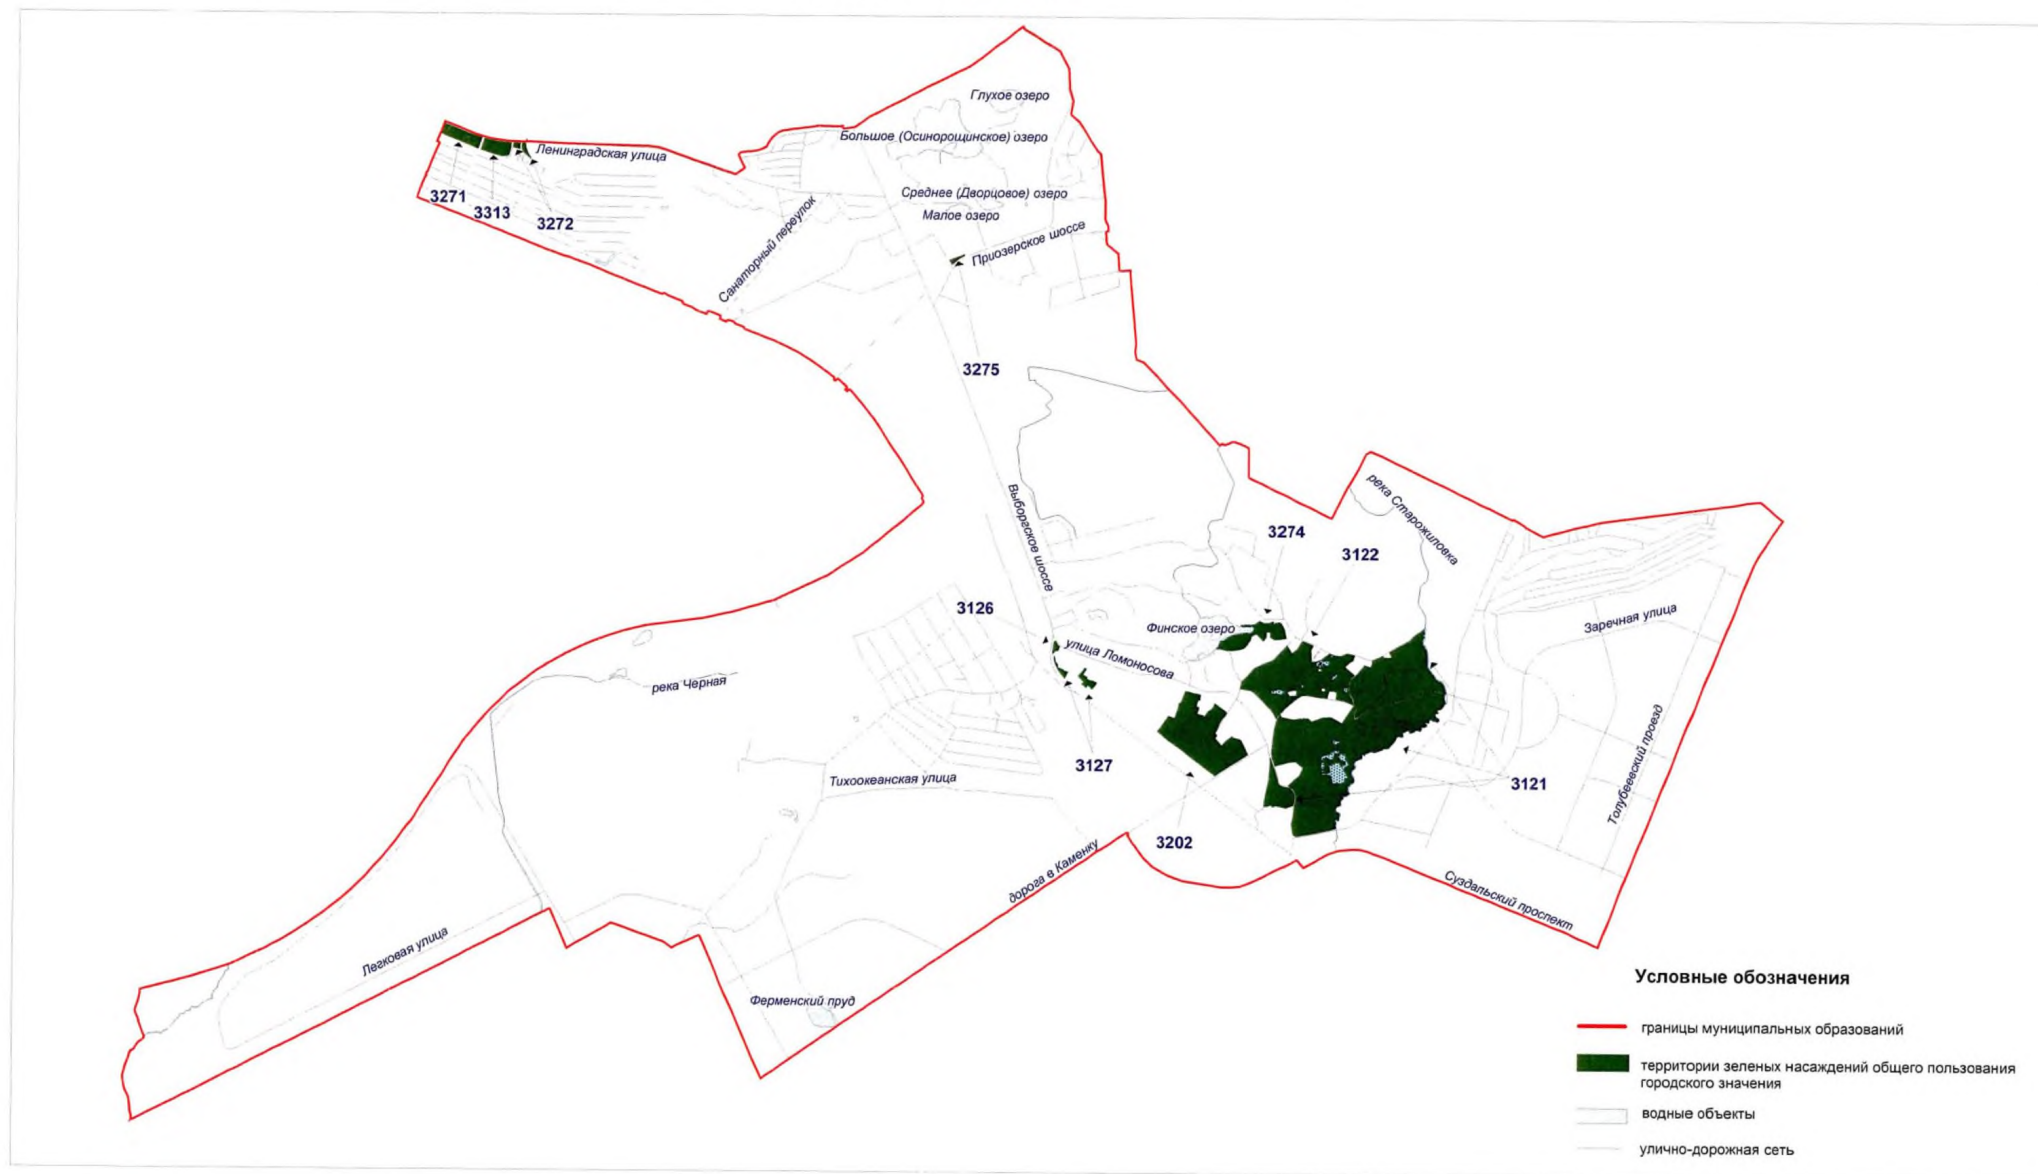 Глухое озеро
Большое (Осинорощинское) озеро
Ленинградская улица
3271
3313
3272
Среднее (Дворцовое) озеро
Малое озеро
Санаторный переулок
Приозерское шоссе
3275
Выборгское шоссе
река Старожиловка
3274
3122
3126
Финское озеро
улица Ломоносова
Заречная улица
река Черная
3127
Тихоокеанская улица
3121
Толубеевский проезд
3202
дорога в Каменку
Суздальский проспект
Легковая улица
Ферменский пруд
Условные обозначения
границы муниципальных образований
территории зеленых насаждений общего пользования
городского значения
водные объекты
улично-дорожная сеть